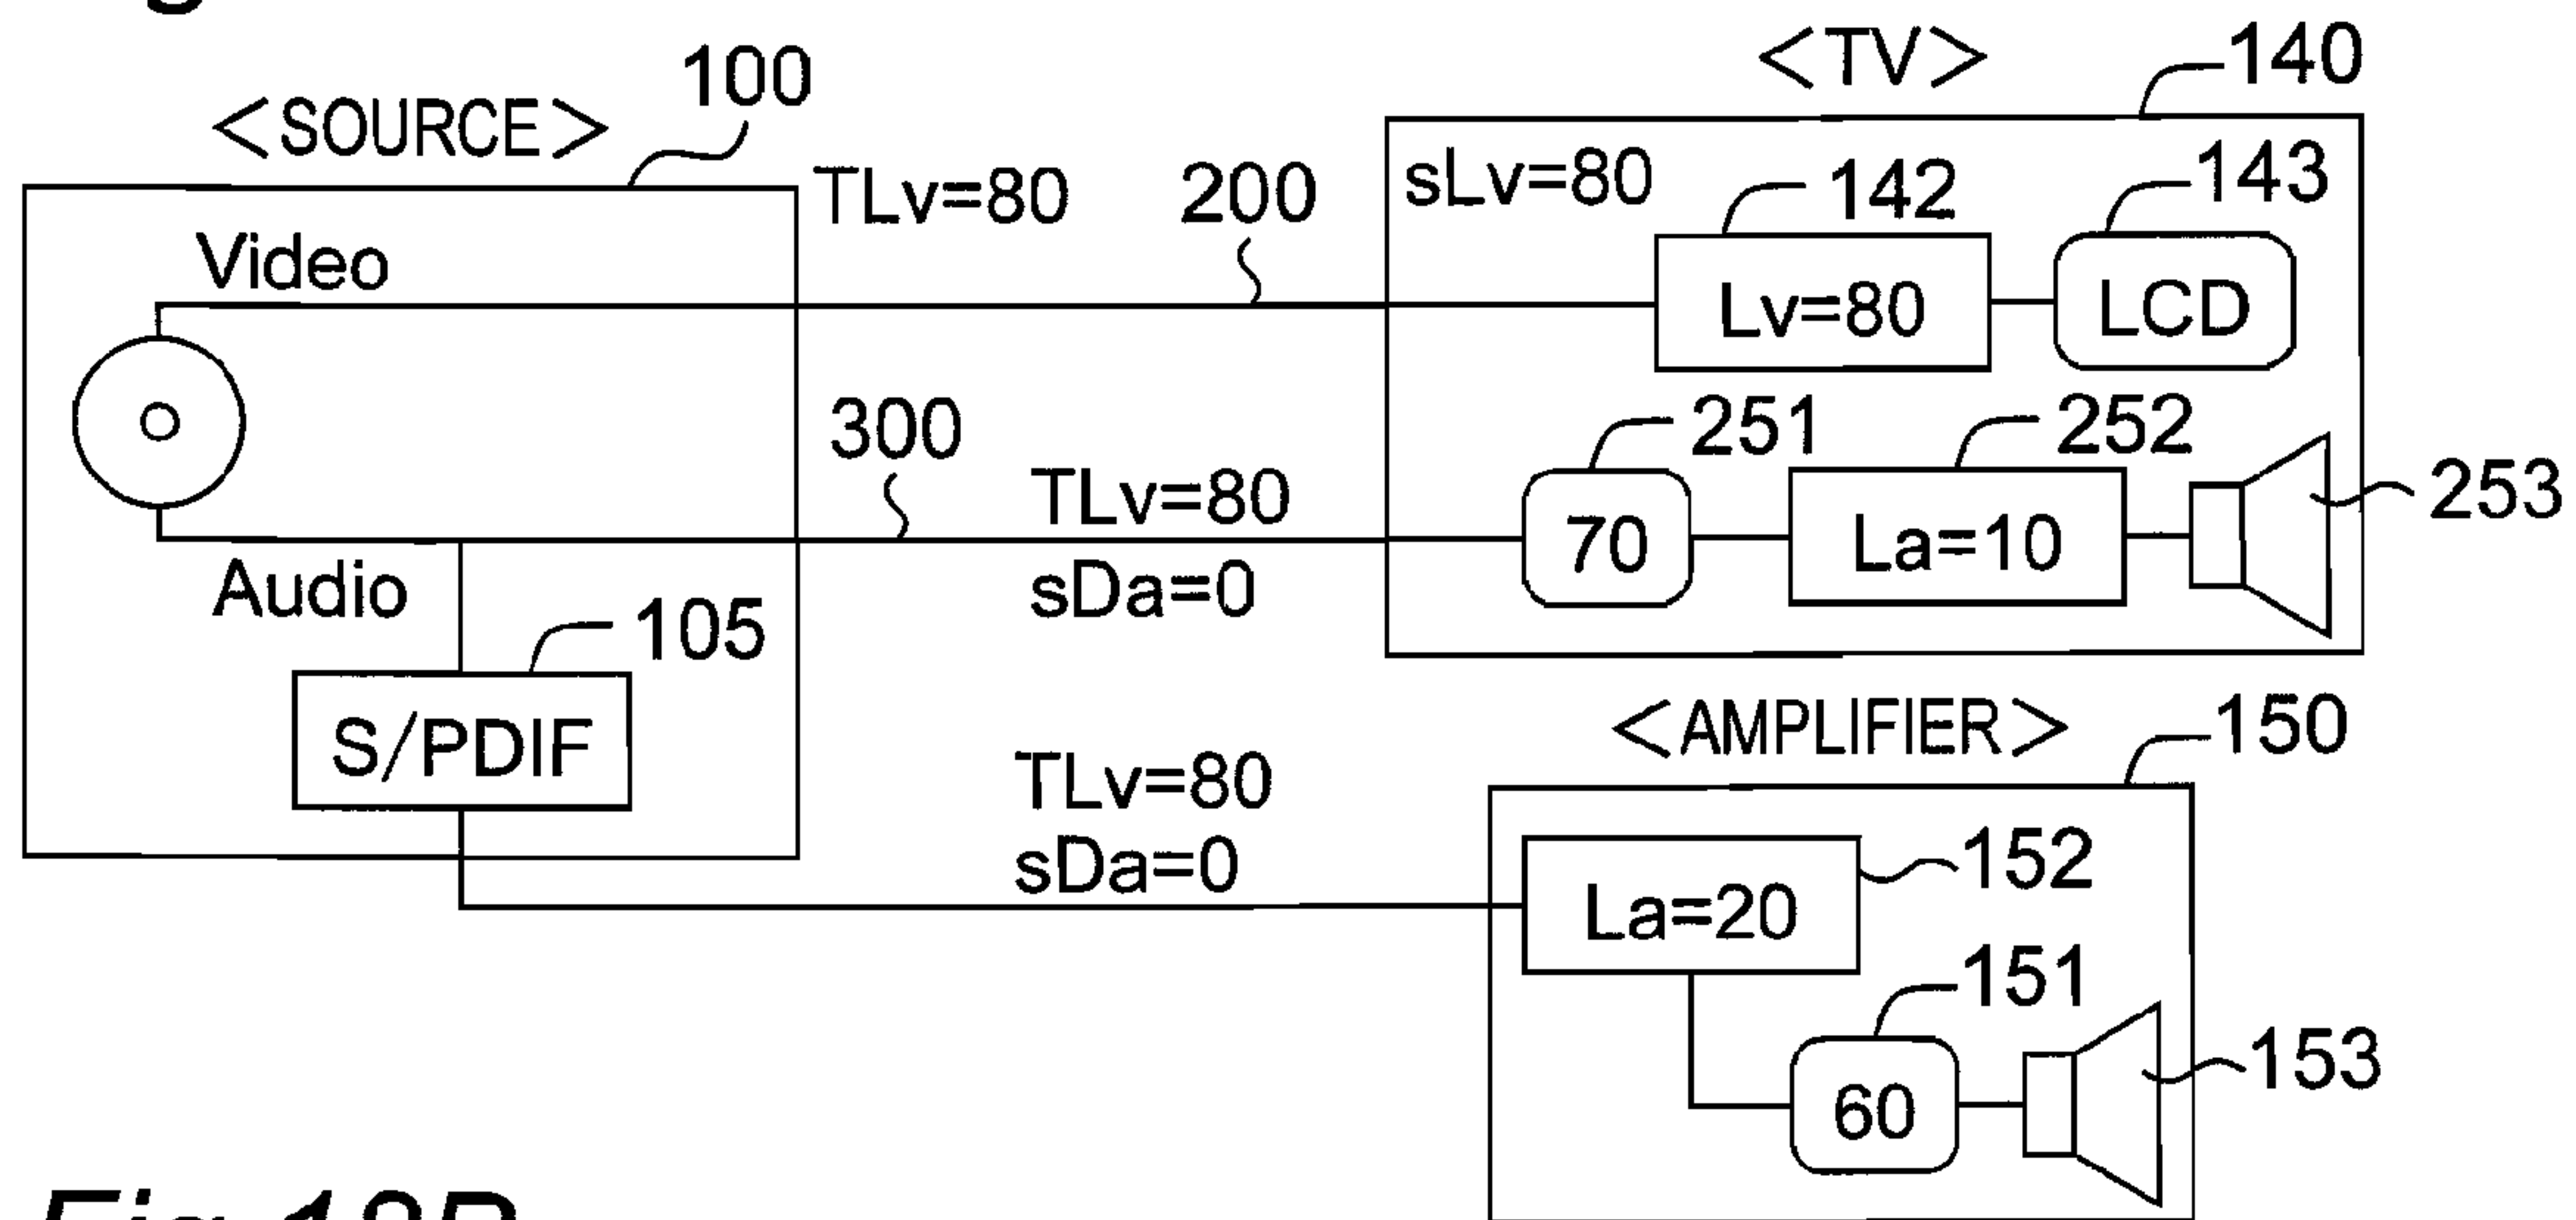 <SOURCE>
100
Video
Audio
105
S/PDIF
TLv=80
200
300
TLv=80
sDa=0
TLv=80
sDa=0
<TV>
140
sLv=80
142
143
Lv=80
LCD
251
252
253
70
La=10
<AMPLIFIER>
150
La=20
152
151
60
153